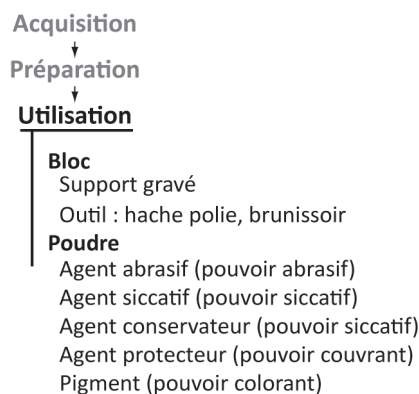 Acquisition
Préparation
Utilisation
Bloc
Support gravé
Outil : hache polie, brunissoir
Poudre
Agent abrasif (pouvoir abrasif)
Agent siccatif (pouvoir siccatif)
Agent conservateur (pouvoir siccatif)
Agent protecteur (pouvoir couvrant)
Pigment (pouvoir colorant)